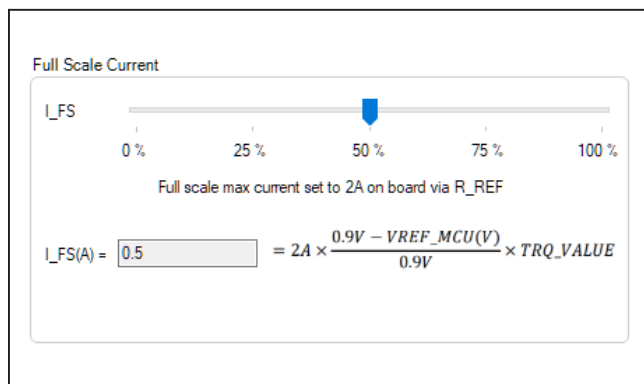 Full Scale Current
I_FS
0 % 25 % 50 % 75 % 100 %
Full scale max current set to 2A on board via R_REF
I_FS(A) = 0.5 = 2A × (0.9V − VREF_MCU(V))/0.9V × TRQ_VALUE